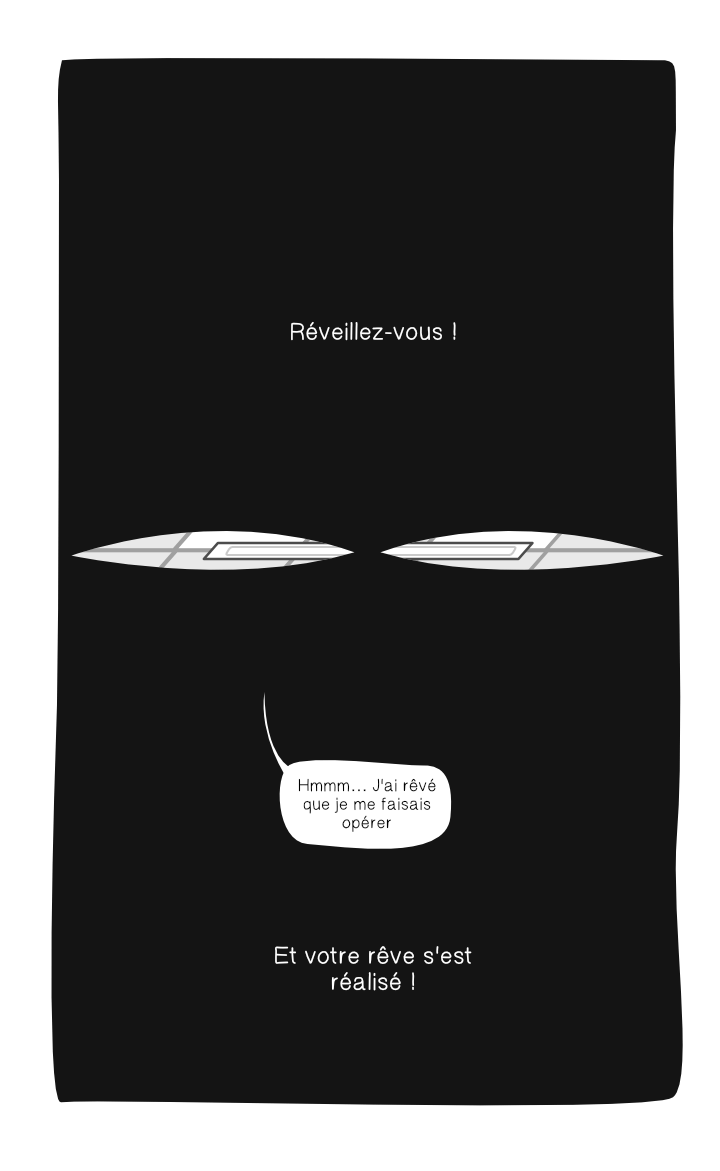 Réveillez-vous !
Hmmm... J'ai rêvé
que je me faisais
opérer
Et votre rêve s'est
réalisé !